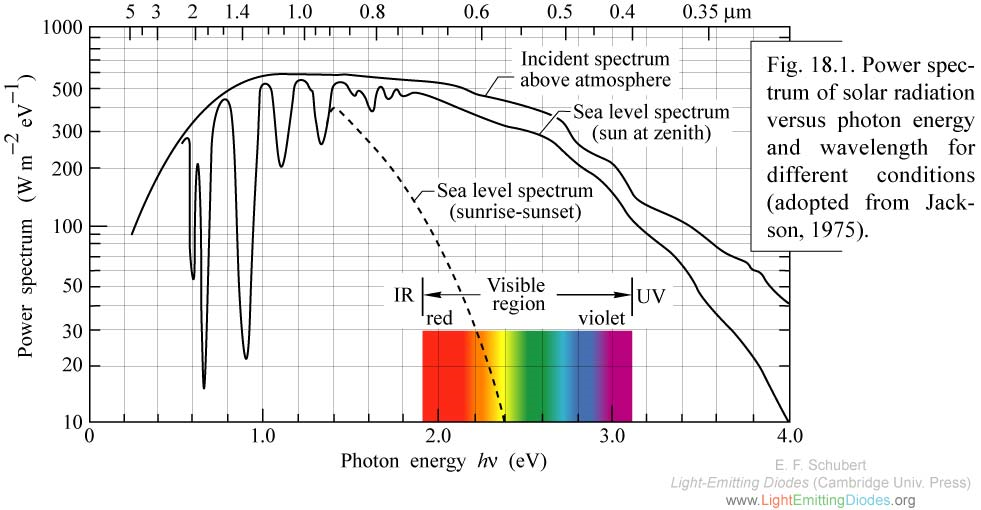 5 3 2 1.4 1.0 0.8 0.6 0.5 0.4 0.35 μm
1000
500
300
200
100
50
30
20
10
Power spectrum (W m⁻² eV⁻¹)
Incident spectrum
above atmosphere
Sea level spectrum
(sun at zenith)
Sea level spectrum
(sunrise-sunset)
IR
Visible
region
UV
red
violet
0 1.0 2.0 3.0 4.0
Photon energy hν (eV)
Fig. 18.1. Power spec-
trum of solar radiation
versus photon energy
and wavelength for
different conditions
(adopted from Jack-
son, 1975).
E. F. Schubert
Light-Emitting Diodes (Cambridge Univ. Press)
www.LightEmittingDiodes.org